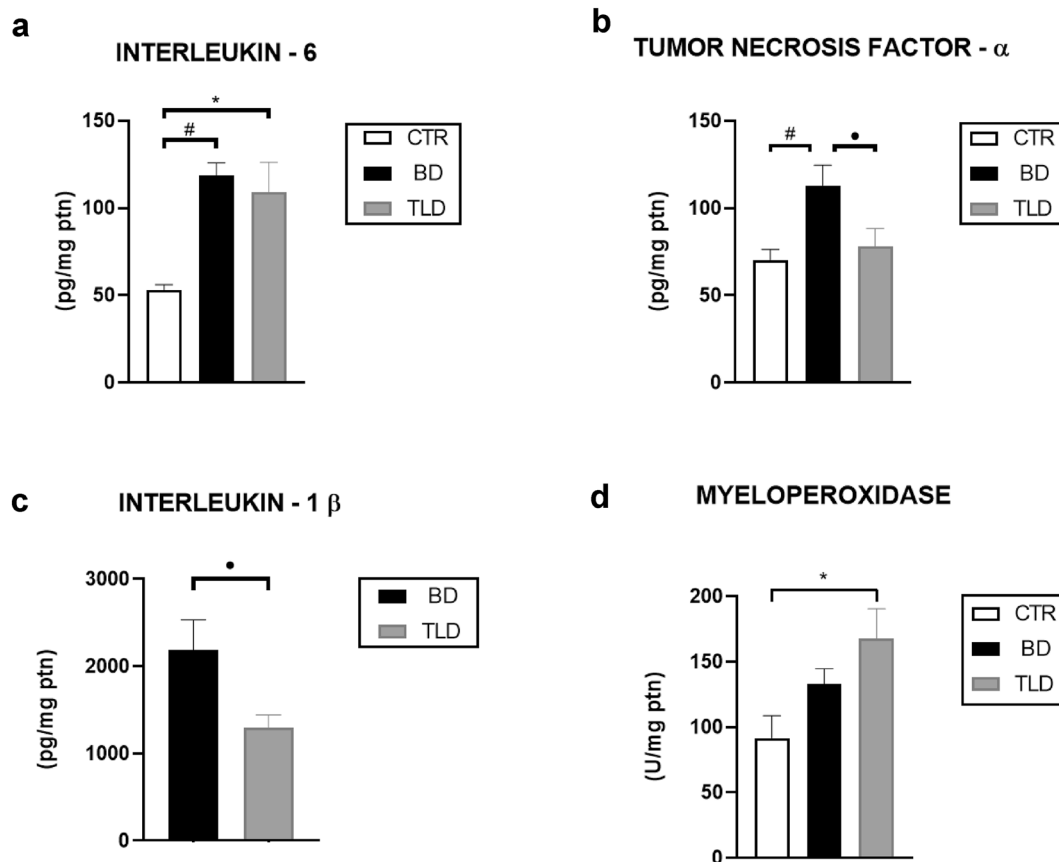 a
INTERLEUKIN - 6
*
#
150
100
50
0
(pg/mg ptn)
CTR
BD
TLD
b
TUMOR NECROSIS FACTOR - α
#
•
150
100
50
0
(pg/mg ptn)
CTR
BD
TLD
c
INTERLEUKIN - 1 β
•
3000
2000
1000
0
(pg/mg ptn)
BD
TLD
d
MYELOPEROXIDASE
*
200
150
100
50
0
(U/mg ptn)
CTR
BD
TLD